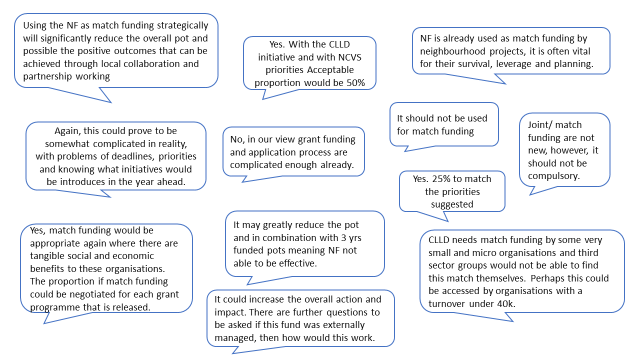 Using the NF as match funding strategically
will significantly reduce the overall pot and
possible the positive outcomes that can be
achieved through local collaboration and
partnership working
Yes. With the CLLD
initiative and with NCVS
priorities Acceptable
proportion would be 50%
NF is already used as match funding by
neighbourhood projects, it is often vital
for their survival, leverage and planning.
Again, this could prove to be
somewhat complicated in reality,
with problems of deadlines, priorities
and knowing what initiatives would
be introduces in the year ahead.
No, in our view grant funding
and application process are
complicated enough already.
It should not be used
for match funding
Joint/ match
funding are not
new, however, it
should not be
compulsory.
Yes. 25% to match
the priorities
suggested
Yes, match funding would be
appropriate again where there are
tangible social and economic
benefits to these organisations.
The proportion if match funding
could be negotiated for each grant
programme that is released.
It may greatly reduce the pot
and in combination with 3 yrs
funded pots meaning NF not
able to be effective.
CLLD needs match funding by some very
small and micro organisations and third
sector groups would not be able to find
this match themselves. Perhaps this could
be accessed by organisations with a
turnover under 40k.
It could increase the overall action and
impact. There are further questions to
be asked if this fund was externally
managed, then how would this work.